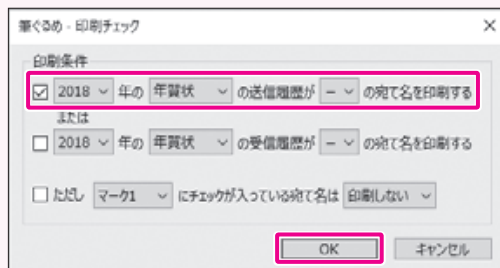 筆ぐるめ - 印刷チェック
印刷条件
2018 年の 年賀状 の送信履歴が － の宛て名を印刷する
または
2018 年の 年賀状 の受信履歴が － の宛て名を印刷する
ただし マーク1 にチェックが入っている宛て名は 印刷しない
OK キャンセル